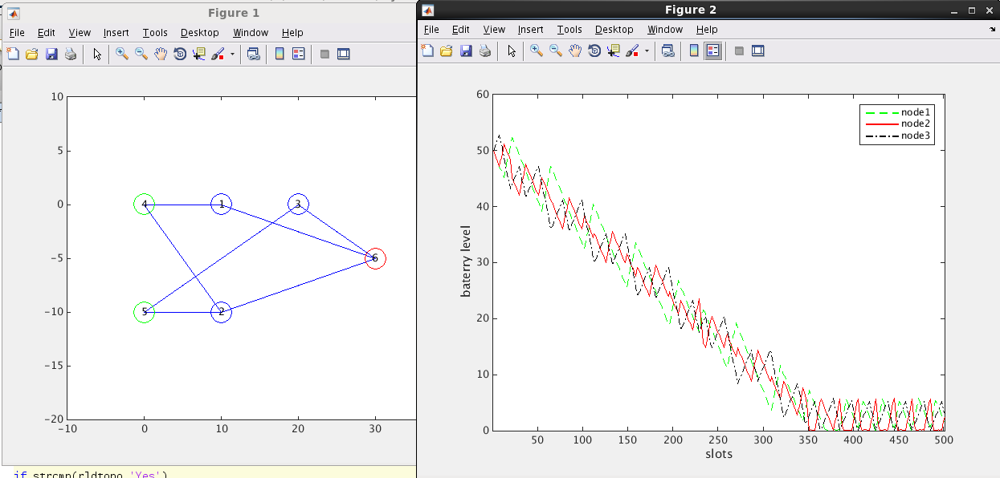 Figure 1
File Edit View Insert Tools Desktop Window Help
10
5
0
−5
−10
−15
−20
−10 0 10 20 30
4 1 3
6
5 2
if strcmp(rldtopo,'Yes')
Figure 2
File Edit View Insert Tools Desktop Window Help
60
50
40
30
20
10
0
baterry level
50 100 150 200 250 300 350 400 450 500
slots
node1
node2
node3